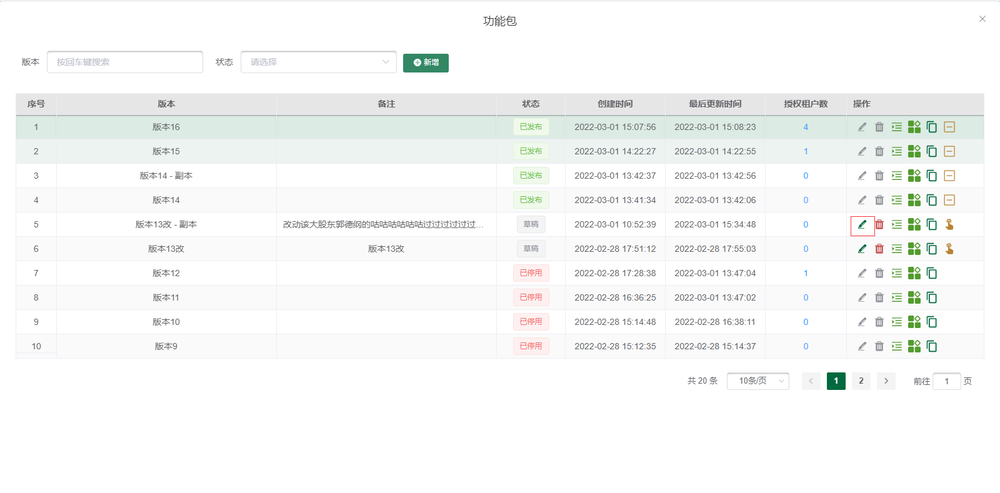 功能包
版本 按回车键搜索 状态 请选择 新增
序号 版本 备注 状态 创建时间 最后更新时间 授权租户数 操作
1 版本16 已发布 2022-03-01 15:07:56 2022-03-01 15:08:23 4
2 版本15 已发布 2022-03-01 14:22:27 2022-03-01 14:22:55 1
3 版本14 - 副本 已发布 2022-03-01 13:42:37 2022-03-01 13:42:56 0
4 版本14 已发布 2022-03-01 13:41:34 2022-03-01 13:42:06 0
5 版本13改 - 副本 改动该大股东郭德纲的咕咕咕咕咕咕过过过过过过… 草稿 2022-03-01 10:52:39 2022-03-01 15:34:48 0
6 版本13改 版本13改 草稿 2022-02-28 17:51:12 2022-02-28 17:55:03 0
7 版本12 已停用 2022-02-28 17:28:38 2022-03-01 13:47:04 1
8 版本11 已停用 2022-02-28 16:36:25 2022-03-01 13:47:02 0
9 版本10 已停用 2022-02-28 15:14:48 2022-02-28 16:38:11 0
10 版本9 已停用 2022-02-28 15:12:35 2022-02-28 15:14:37 0
共 20 条 10条/页 1 2 前往 1 页